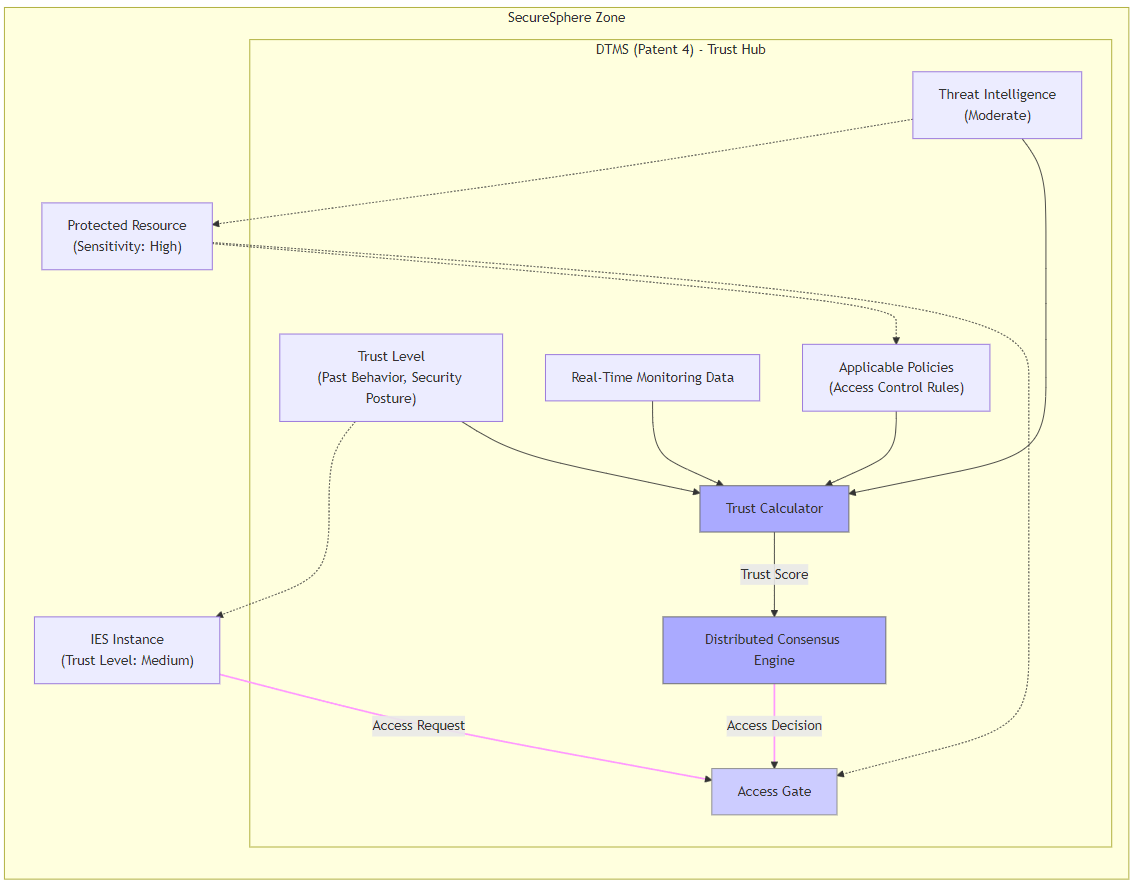 SecureSphere Zone
DTMS (Patent 4) - Trust Hub
Threat Intelligence
(Moderate)
Protected Resource
(Sensitivity: High)
Trust Level
(Past Behavior, Security
Posture)
Real-Time Monitoring Data
Applicable Policies
(Access Control Rules)
Trust Calculator
Trust Score
IES Instance
(Trust Level: Medium)
Distributed Consensus
Engine
Access Request
Access Decision
Access Gate